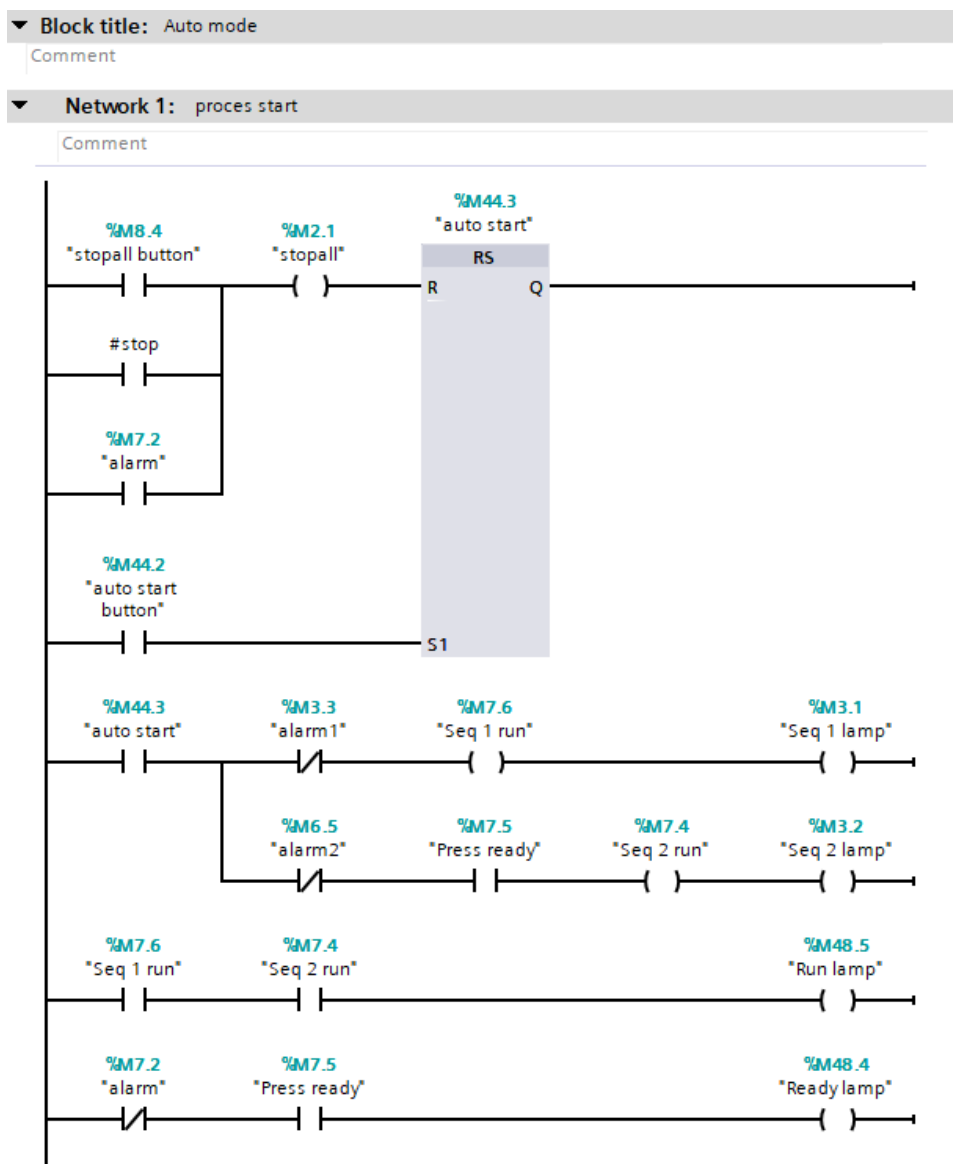 Block title: Auto mode
Comment
Network 1: proces start
Comment
%M44.3
"auto start"
%M8.4 %M2.1
"stopall button" "stopall"
RS
R Q
#stop
%M7.2
"alarm"
%M44.2
"auto start
button"
S1
%M44.3 %M3.3 %M7.6 %M3.1
"auto start" "alarm1" "Seq 1 run" "Seq 1 lamp"
%M6.5 %M7.5 %M7.4 %M3.2
"alarm2" "Press ready" "Seq 2 run" "Seq 2 lamp"
%M7.6 %M7.4 %M48.5
"Seq 1 run" "Seq 2 run" "Run lamp"
%M7.2 %M7.5 %M48.4
"alarm" "Press ready" "Ready lamp"